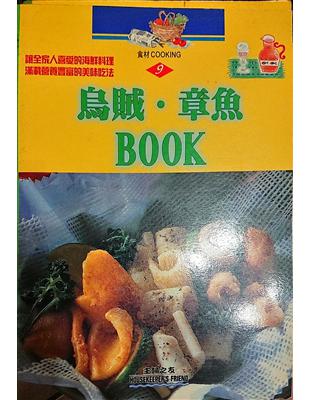 食材COOKING
9
讓全家人喜愛的海鮮料理
滿載營養豐富的美味吃法
烏賊·章魚
BOOK
主婦之友
HOUSEKEEPER'S FRIEND